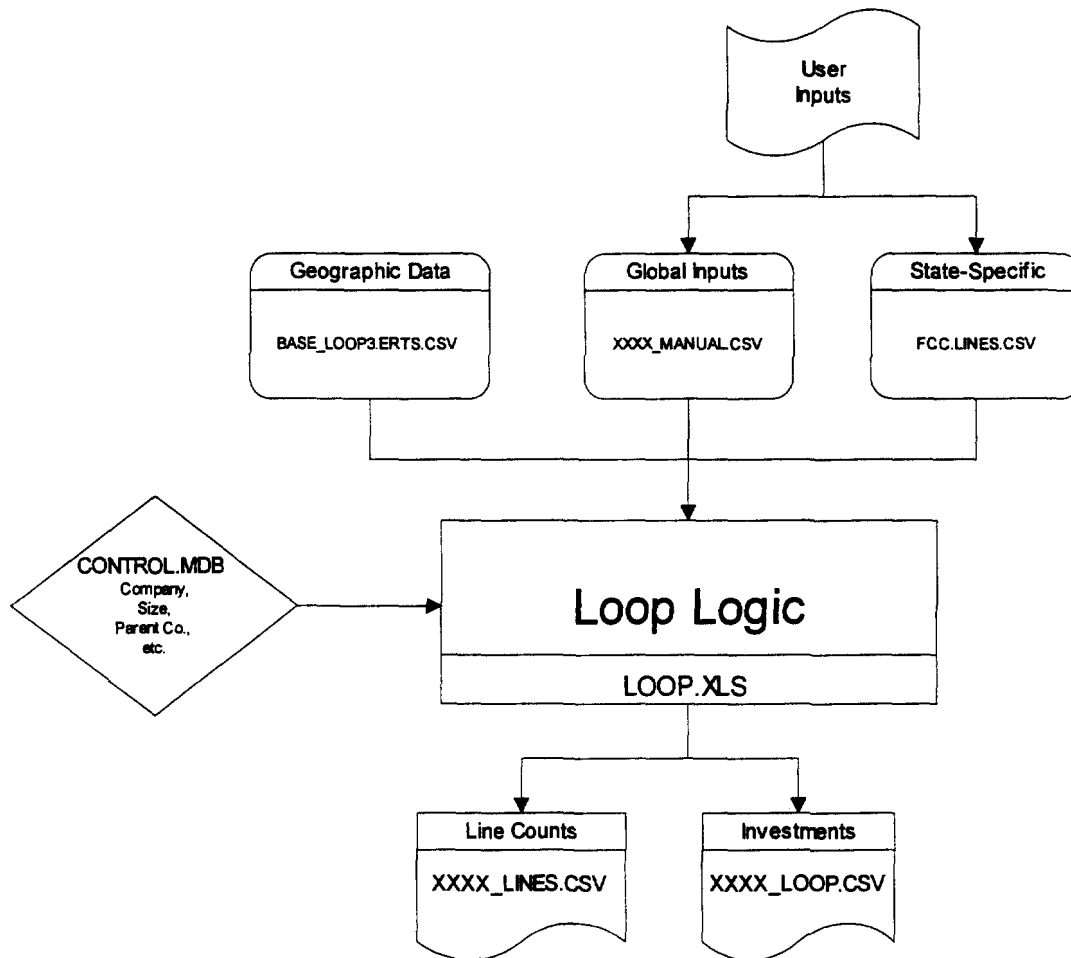 User
Inputs
Geographic Data
Global Inputs
State-Specific
BASE_LOOP3.ERTS.CSV
XXXX_MANUAL.CSV
FCC.LINES.CSV
CONTROL.MDB
Company,
Size,
Parent Co.,
etc.
Loop Logic
LOOP.XLS
Line Counts
Investments
XXXX_LINES.CSV
XXXX_LOOP.CSV